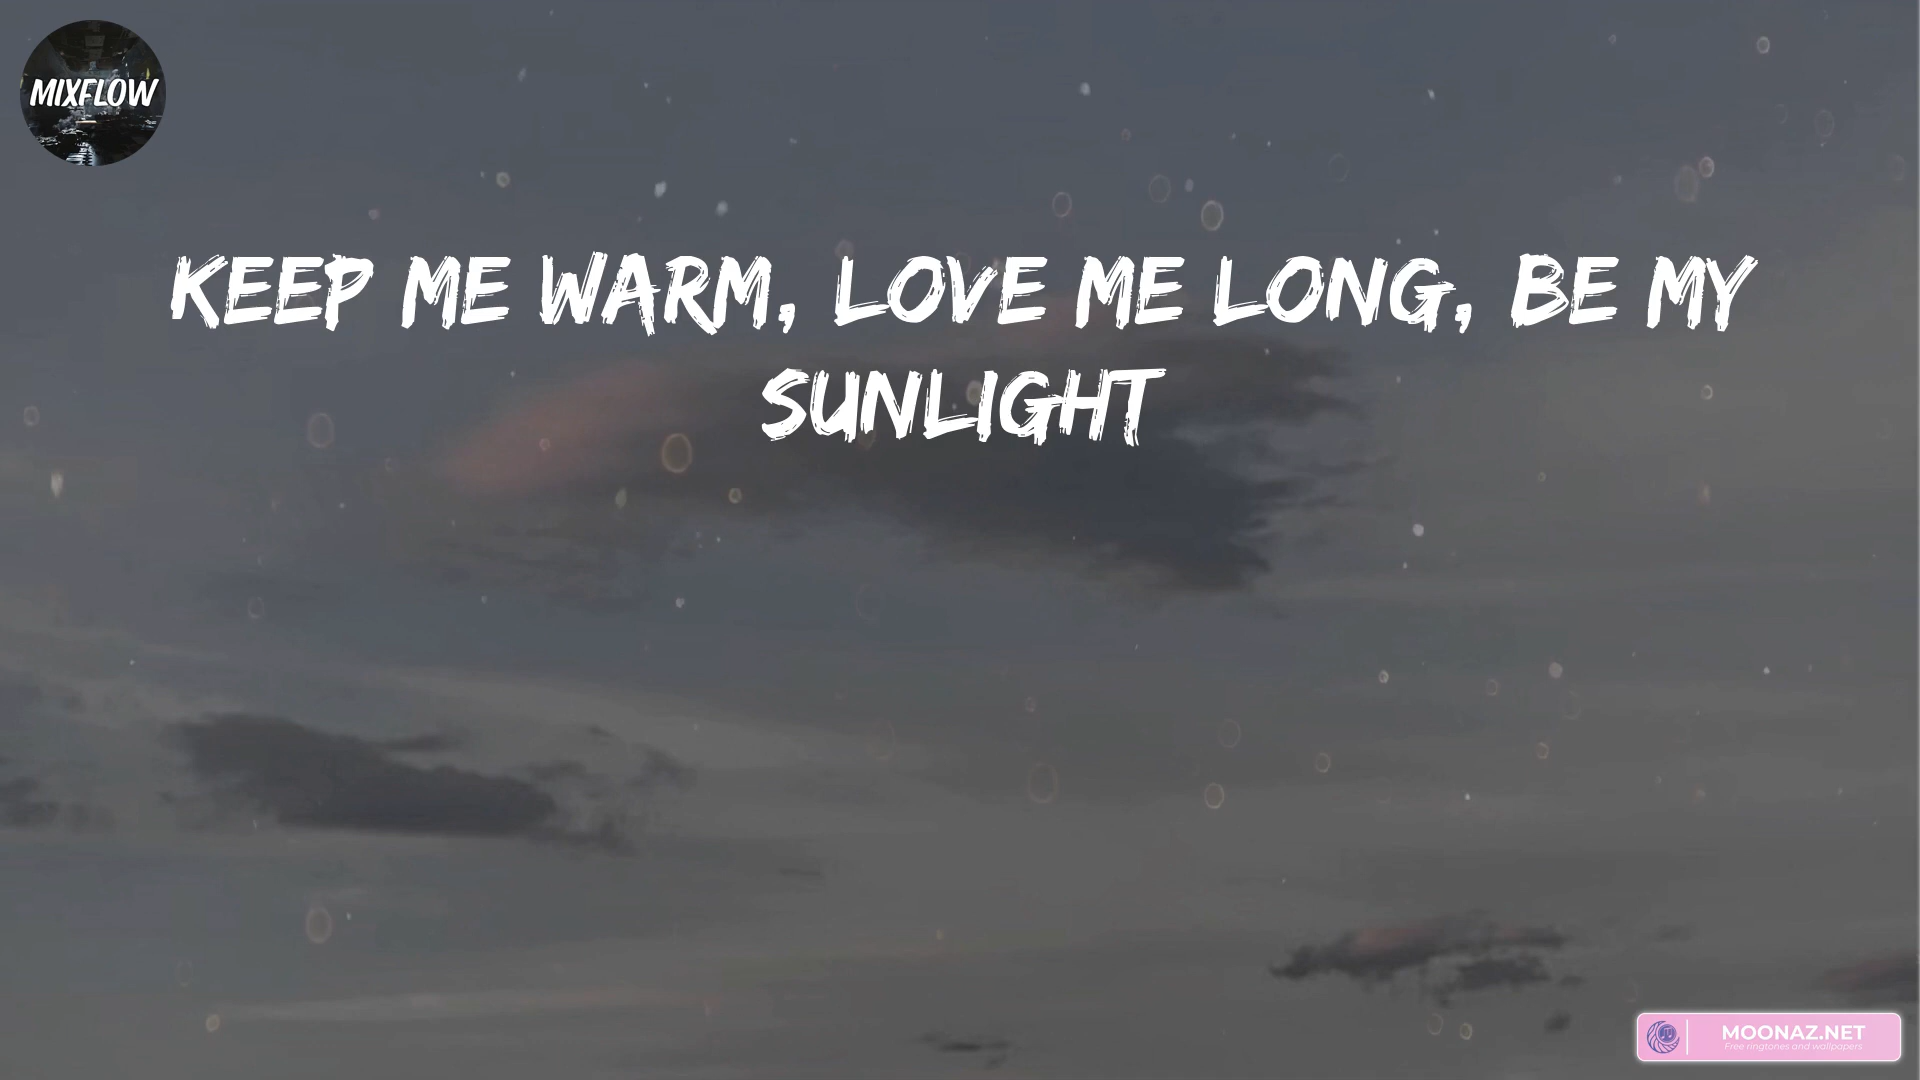 MIXFLOW
KEEP ME WARM, LOVE ME LONG, BE MY
SUNLIGHT
MOONAZ.NET
Free ringtones and wallpapers